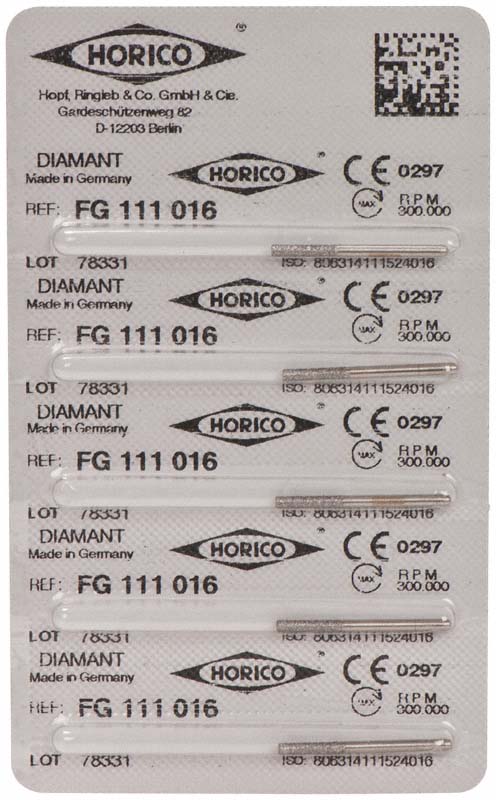 HORICO ®
Hopf, Ringleb & Co. GmbH & Cie.
Gardeschützenweg 82
D-12203 Berlin
DIAMANT
Made in Germany
HORICO ®
CE 0297
REF: FG 111 016
MAX RPM
300.000
LOT 78331 ISO: 806314111524016
DIAMANT
Made in Germany
HORICO ®
CE 0297
REF: FG 111 016
MAX RPM
300.000
LOT 78331 ISO: 806314111524016
DIAMANT
Made in Germany
HORICO ®
CE 0297
REF: FG 111 016
MAX RPM
300.000
LOT 78331 ISO: 806314111524016
DIAMANT
Made in Germany
HORICO ®
CE 0297
REF: FG 111 016
MAX RPM
300.000
LOT 78331 ISO: 806314111524016
DIAMANT
Made in Germany
HORICO ®
CE 0297
REF: FG 111 016
MAX RPM
300.000
LOT 78331 ISO: 806314111524016